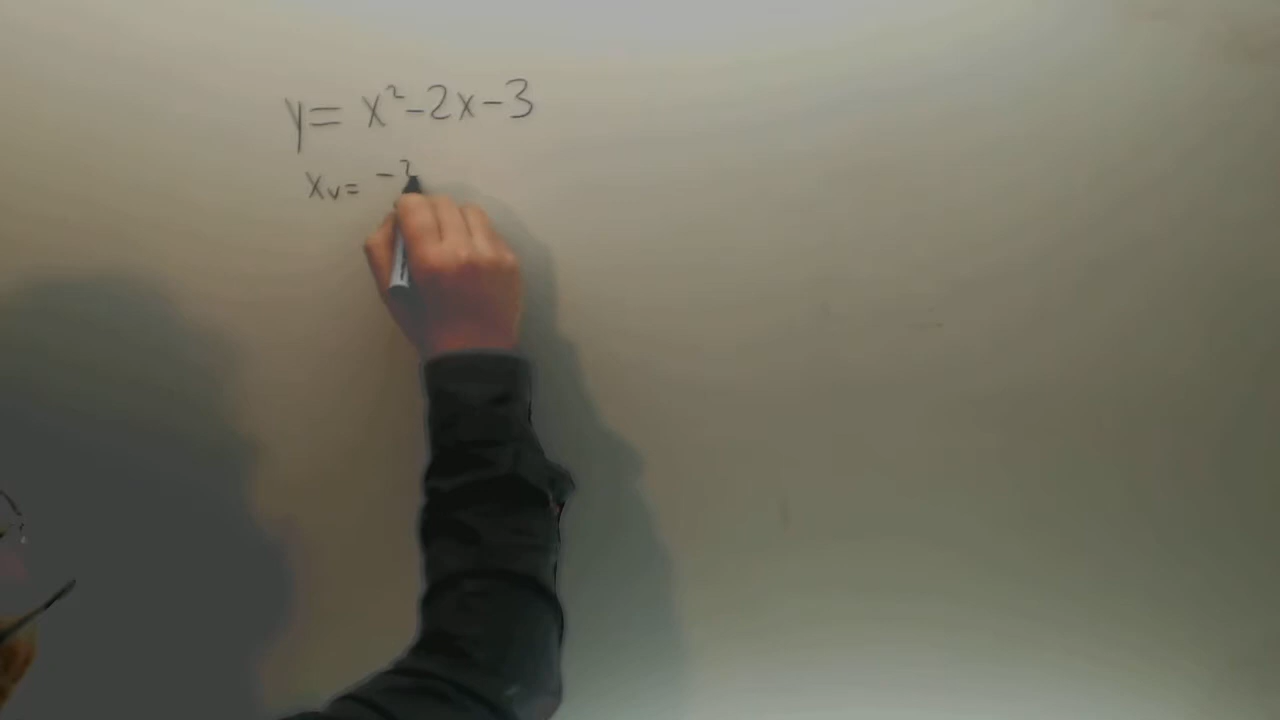 y = x² - 2x - 3
xv = -